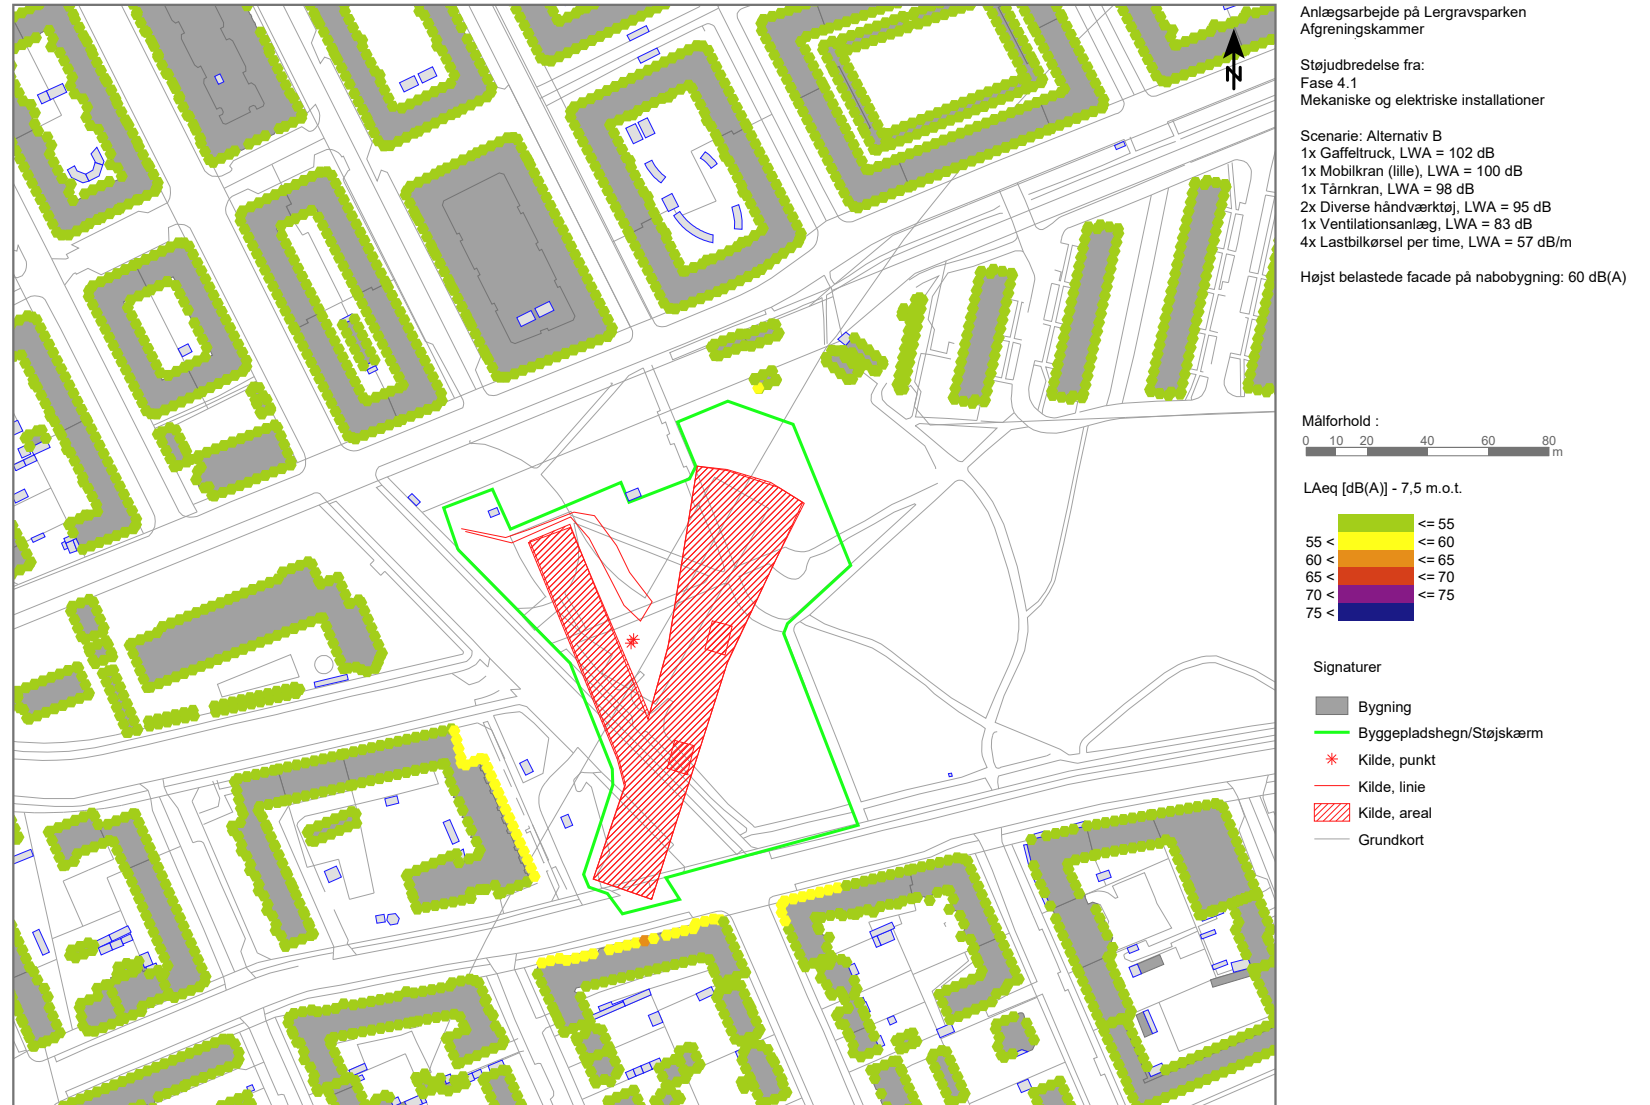 Anlægsarbejde på Lergravsparken
Afgreningskammer
N
Støjudbredelse fra:
Fase 4.1
Mekaniske og elektriske installationer
Scenarie: Alternativ B
1x Gaffeltruck, LWA = 102 dB
1x Mobilkran (lille), LWA = 100 dB
1x Tårnkran, LWA = 98 dB
2x Diverse håndværktøj, LWA = 95 dB
1x Ventilationsanlæg, LWA = 83 dB
4x Lastbilkørsel per time, LWA = 57 dB/m
Højst belastede facade på nabobygning: 60 dB(A)
Målforhold :
0 10 20 40 60 80
m
LAeq [dB(A)] - 7,5 m.o.t.
<= 55
55 < <= 60
60 < <= 65
65 < <= 70
70 < <= 75
75 <
Signaturer
Bygning
Byggepladshegn/Støjskærm
Kilde, punkt
Kilde, linie
Kilde, areal
Grundkort